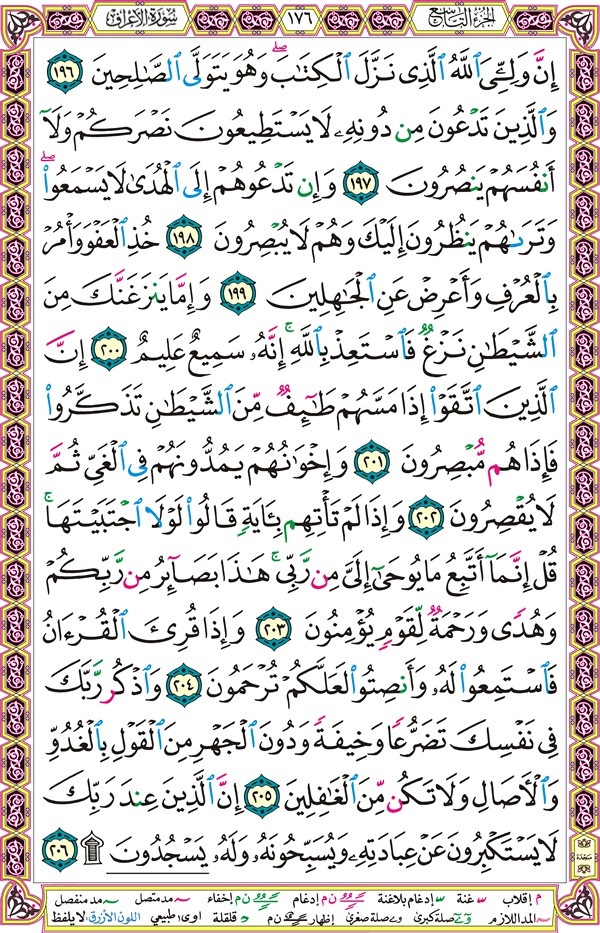 الجزء التاسع ١٧٦ سورة الأعراف
إِنَّ وَلِـِّۧيَ ٱللَّهُ ٱلَّذِى نَزَّلَ ٱلْكِتَٰبَ ۖ وَهُوَ يَتَوَلَّى ٱلصَّٰلِحِينَ ١٩٦
وَٱلَّذِينَ تَدْعُونَ مِن دُونِهِۦ لَا يَسْتَطِيعُونَ نَصْرَكُمْ وَلَآ
أَنفُسَهُمْ يَنصُرُونَ ١٩٧ وَإِن تَدْعُوهُمْ إِلَى ٱلْهُدَىٰ لَا يَسْمَعُوا۟ ۖ
وَتَرَىٰهُمْ يَنظُرُونَ إِلَيْكَ وَهُمْ لَا يُبْصِرُونَ ١٩٨ خُذِ ٱلْعَفْوَ وَأْمُرْ
بِٱلْعُرْفِ وَأَعْرِضْ عَنِ ٱلْجَٰهِلِينَ ١٩٩ وَإِمَّا يَنزَغَنَّكَ مِنَ
ٱلشَّيْطَٰنِ نَزْغٌ فَٱسْتَعِذْ بِٱللَّهِ ۚ إِنَّهُۥ سَمِيعٌ عَلِيمٌ ٢٠٠ إِنَّ
ٱلَّذِينَ ٱتَّقَوْا۟ إِذَا مَسَّهُمْ طَٰٓئِفٌ مِّنَ ٱلشَّيْطَٰنِ تَذَكَّرُوا۟
فَإِذَا هُم مُّبْصِرُونَ ٢٠١ وَإِخْوَٰنُهُمْ يَمُدُّونَهُمْ فِى ٱلْغَىِّ ثُمَّ
لَا يُقْصِرُونَ ٢٠٢ وَإِذَا لَمْ تَأْتِهِم بِـَٔايَةٍ قَالُوا۟ لَوْلَا ٱجْتَبَيْتَهَا ۚ
قُلْ إِنَّمَآ أَتَّبِعُ مَا يُوحَىٰٓ إِلَىَّ مِن رَّبِّى ۚ هَٰذَا بَصَآئِرُ مِن رَّبِّكُمْ
وَهُدًى وَرَحْمَةٌ لِّقَوْمٍ يُؤْمِنُونَ ٢٠٣ وَإِذَا قُرِئَ ٱلْقُرْءَانُ
فَٱسْتَمِعُوا۟ لَهُۥ وَأَنصِتُوا۟ لَعَلَّكُمْ تُرْحَمُونَ ٢٠٤ وَٱذْكُر رَّبَّكَ
فِى نَفْسِكَ تَضَرُّعًا وَخِيفَةً وَدُونَ ٱلْجَهْرِ مِنَ ٱلْقَوْلِ بِٱلْغُدُوِّ
وَٱلْءَاصَالِ وَلَا تَكُن مِّنَ ٱلْغَٰفِلِينَ ٢٠٥ إِنَّ ٱلَّذِينَ عِندَ رَبِّكَ
لَا يَسْتَكْبِرُونَ عَنْ عِبَادَتِهِۦ وَيُسَبِّحُونَهُۥ وَلَهُۥ يَسْجُدُونَ ۩ ٢٠٦
سجدة
م إقلاب غنة إدغام بلاغنة ن م إدغام ن م إخفاء مد متصل مد منفصل
المد اللازم صلة كبرى صلة صغرى إظهار ن م قلقلة اوى طبيعي اللون الأزرق: لا يلفظ